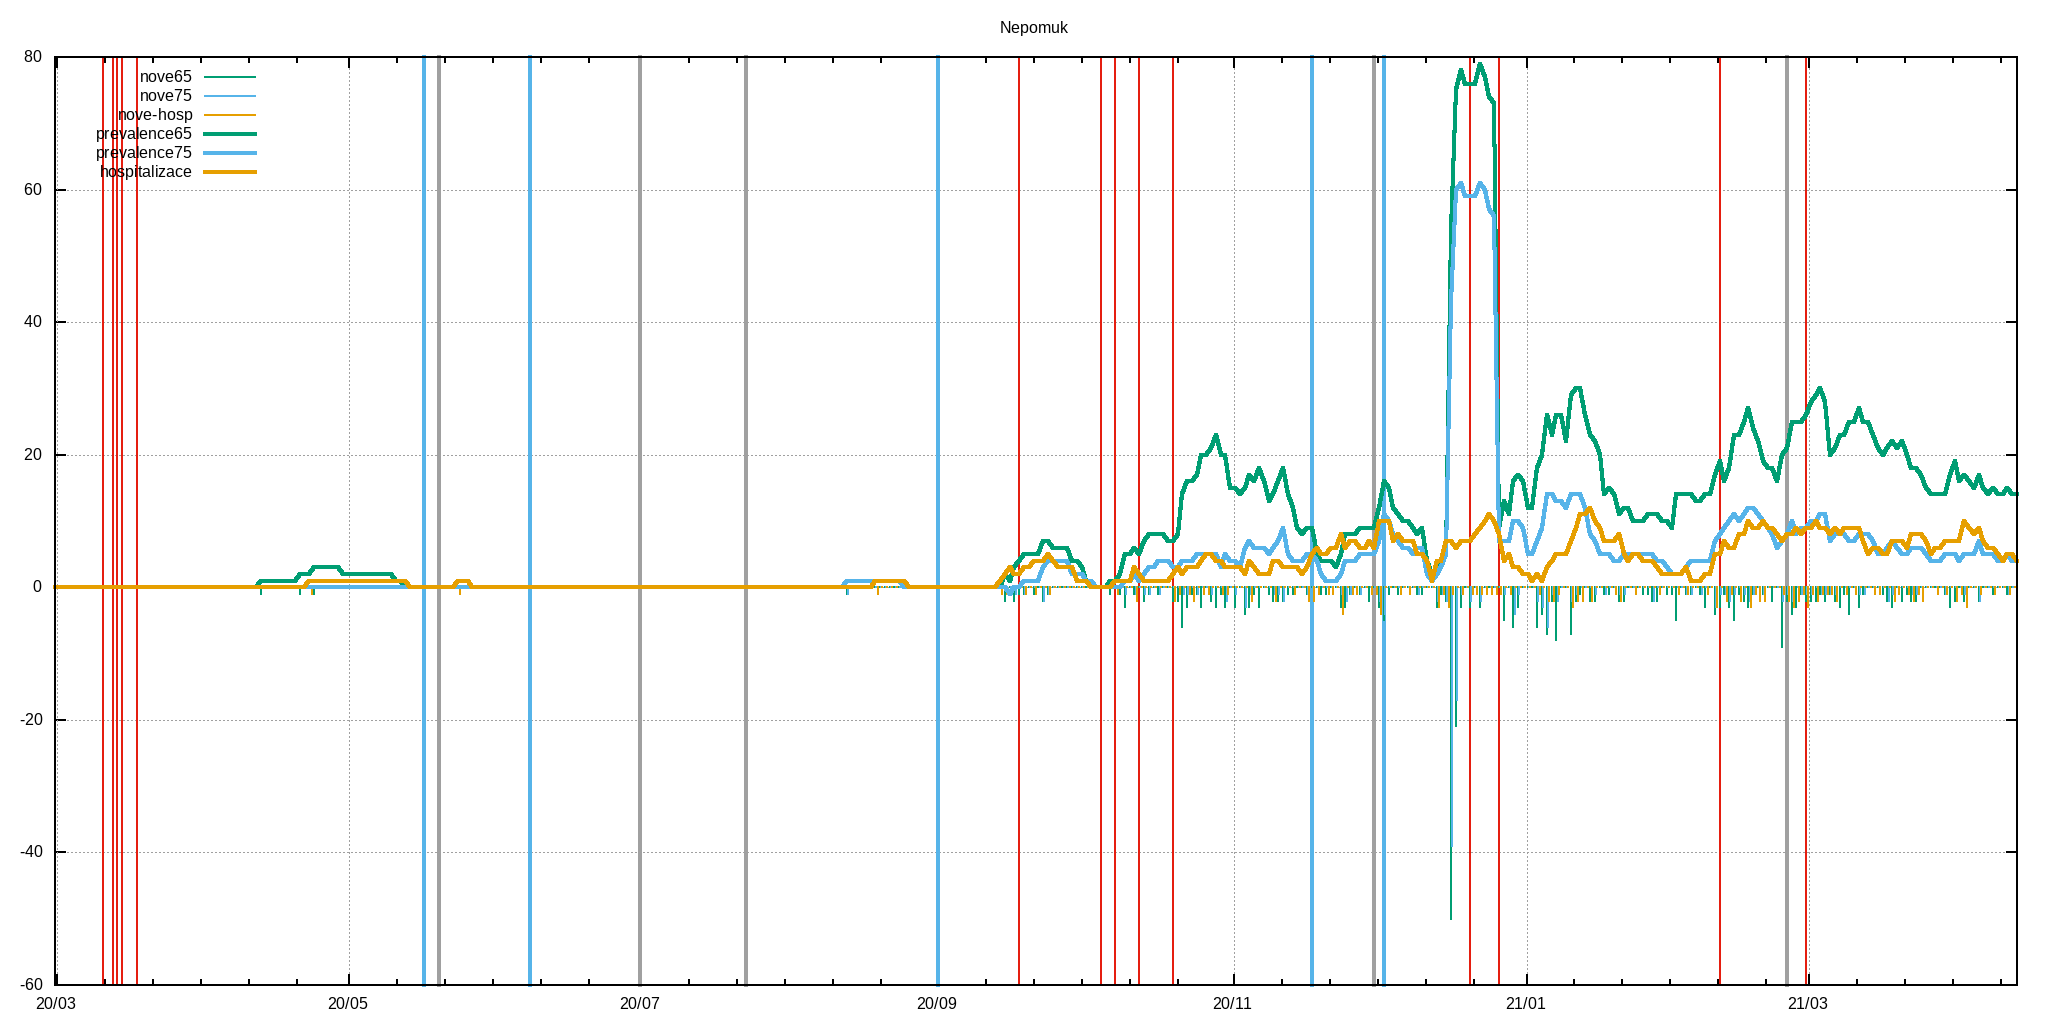 Nepomuk
80
nove65
nove75
nove-hosp
prevalence65
prevalence75
hospitalizace
60
40
20
0
-20
-40
-60
20/03 20/05 20/07 20/09 20/11 21/01 21/03